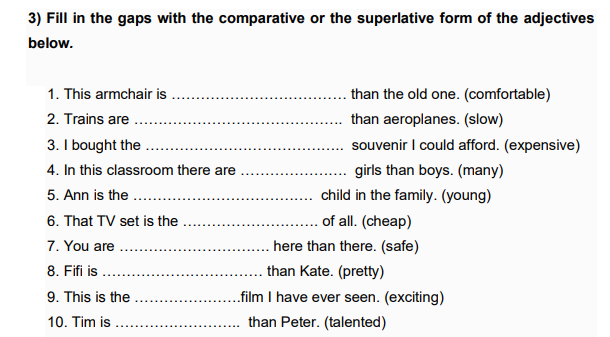 3) Fill in the gaps with the comparative or the superlative form of the adjectives
below.
1. This armchair is .................................... than the old one. (comfortable)
2. Trains are ........................................... than aeroplanes. (slow)
3. I bought the ......................................... souvenir I could afford. (expensive)
4. In this classroom there are ...................... girls than boys. (many)
5. Ann is the ..................................... child in the family. (young)
6. That TV set is the ............................ of all. (cheap)
7. You are ............................... here than there. (safe)
8. Fifi is ................................. than Kate. (pretty)
9. This is the ......................film I have ever seen. (exciting)
10. Tim is .......................... than Peter. (talented)